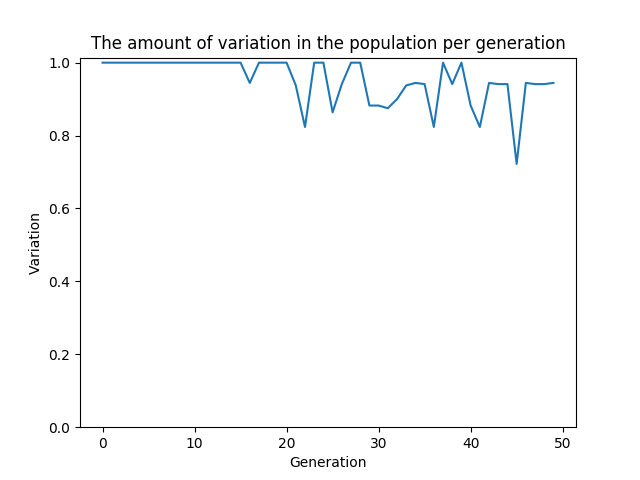 The amount of variation in the population per generation
1.0
0.8
0.6
0.4
0.2
0.0
Variation
0 10 20 30 40 50
Generation